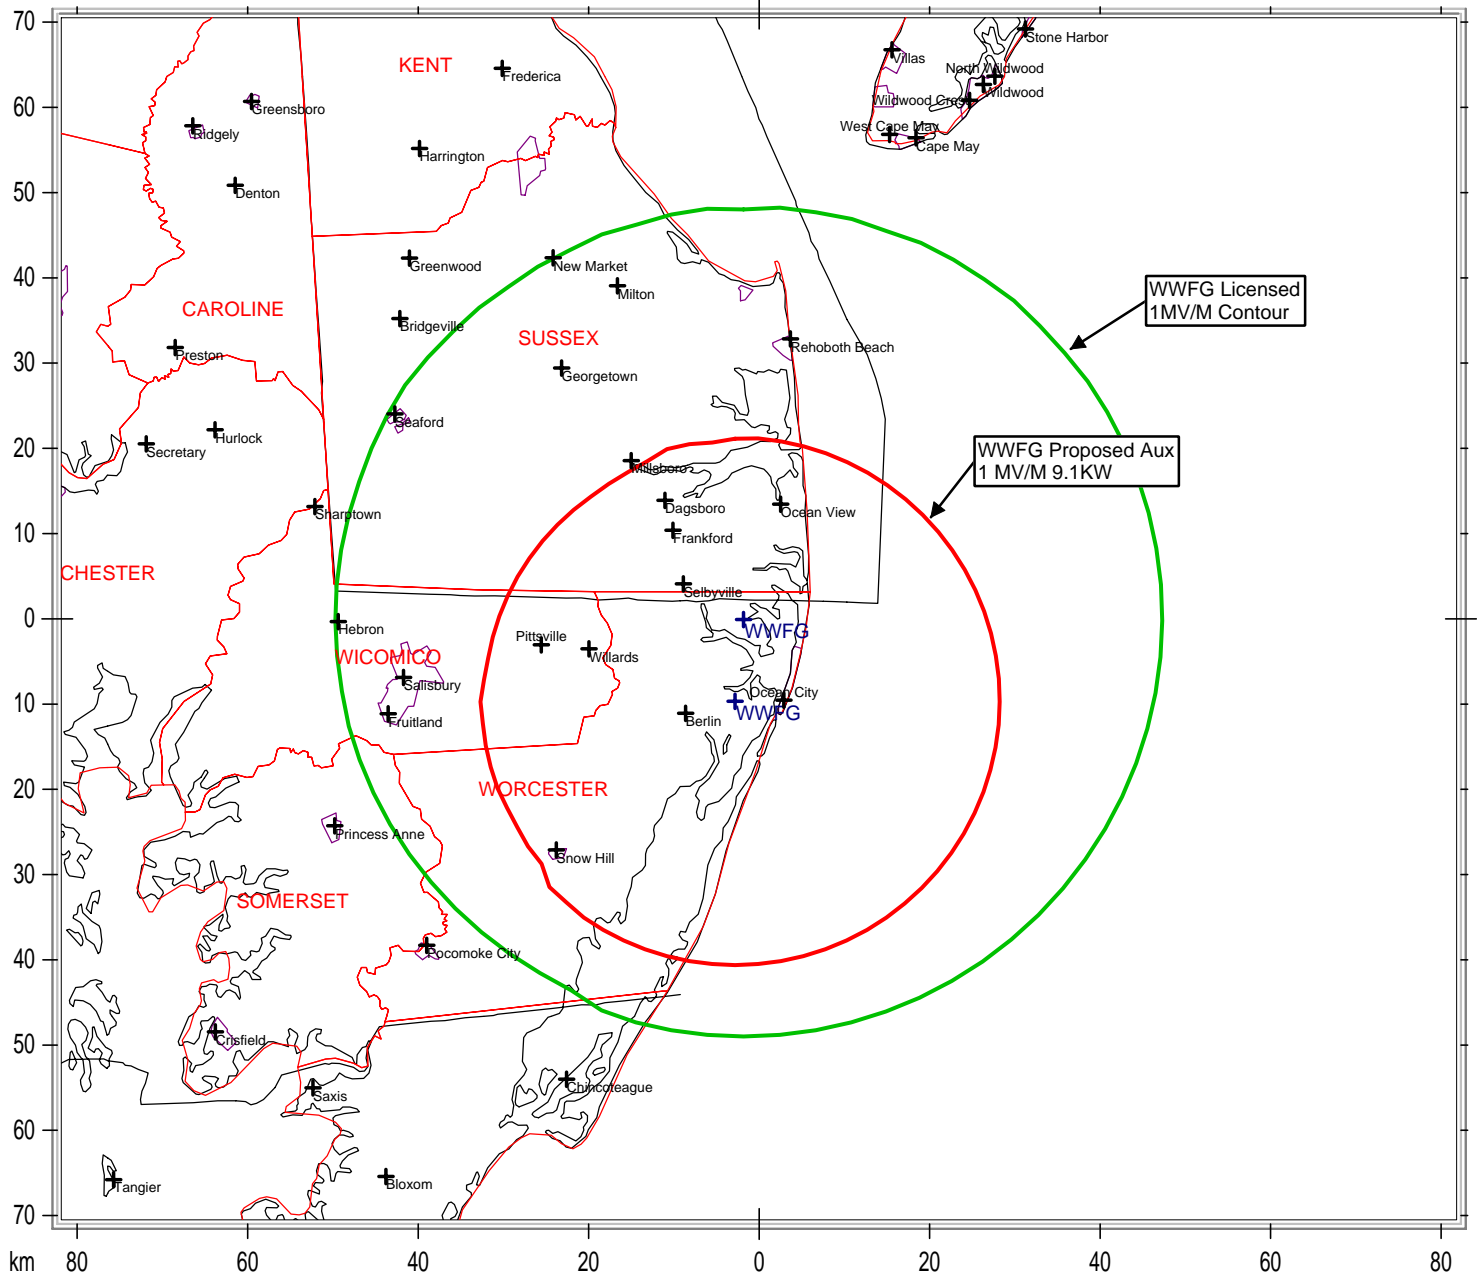 70
60
50
40
30
20
10
0
10
20
30
40
50
60
70
km
80
60
40
20
0
20
40
60
80
KENT
Frederica
Greensboro
Ridgely
Harrington
Denton
Villas
Stone Harbor
North Wildwood
Wildwood
Wildwood Crest
West Cape May
Cape May
Greenwood
New Market
Milton
CAROLINE
Bridgeville
SUSSEX
Rehoboth Beach
Preston
Georgetown
WWFG Licensed
1MV/M Contour
Seaford
Hurlock
Secretary
Millsboro
WWFG Proposed Aux
1 MV/M 9.1KW
Sharptown
Dagsboro
Ocean View
Frankford
CHESTER
Selbyville
Hebron
WWFG
Pittsville
Willards
WICOMICO
Salisbury
Ocean City
WWFG
Fruitland
Berlin
WORCESTER
Princess Anne
Snow Hill
SOMERSET
Pocomoke City
Crisfield
Chincoteague
Saxis
Tangier
Bloxom